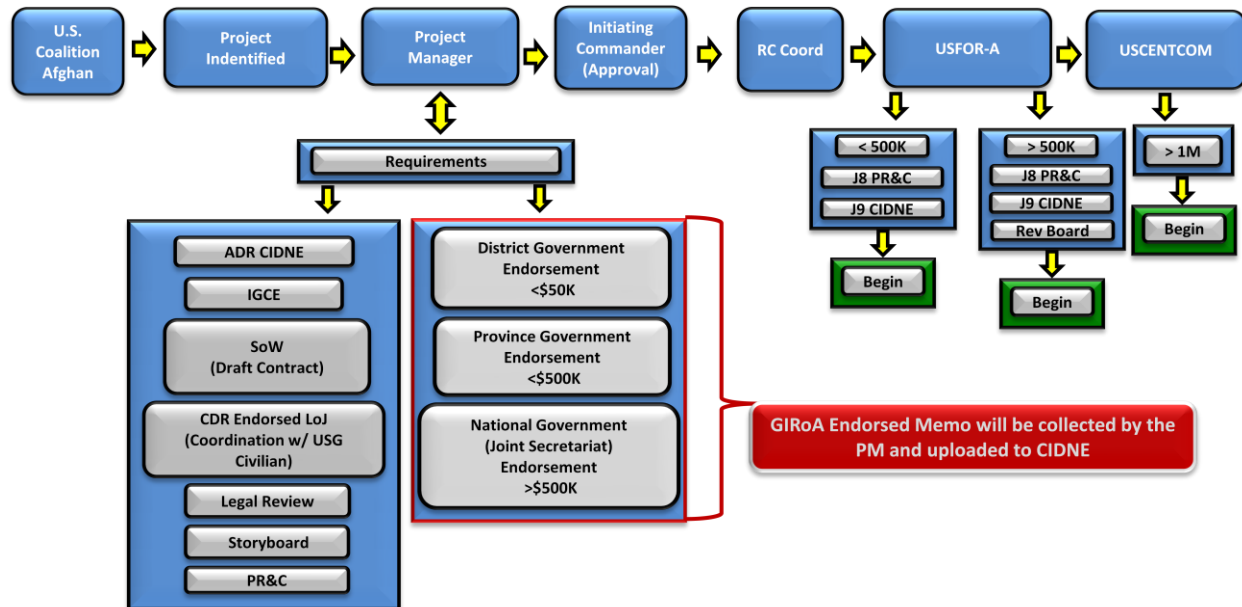 U.S.
Coalition
Afghan
Project
Indentified
Project
Manager
Initiating
Commander
(Approval)
RC Coord
USFOR-A
USCENTCOM
Requirements
< 500K
J8 PR&C
J9 CIDNE
Begin
> 500K
J8 PR&C
J9 CIDNE
Rev Board
Begin
> 1M
Begin
ADR CIDNE
IGCE
SoW
(Draft Contract)
CDR Endorsed LoJ
(Coordination w/ USG
Civilian)
Legal Review
Storyboard
PR&C
District Government
Endorsement
<$50K
Province Government
Endorsement
<$500K
National Government
(Joint Secretariat)
Endorsement
>$500K
GIRoA Endorsed Memo will be collected by the
PM and uploaded to CIDNE